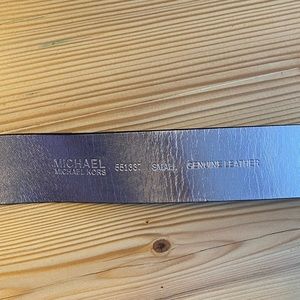 MICHAEL 551337 SMALL GENUINE LEATHER
MICHAEL KORS